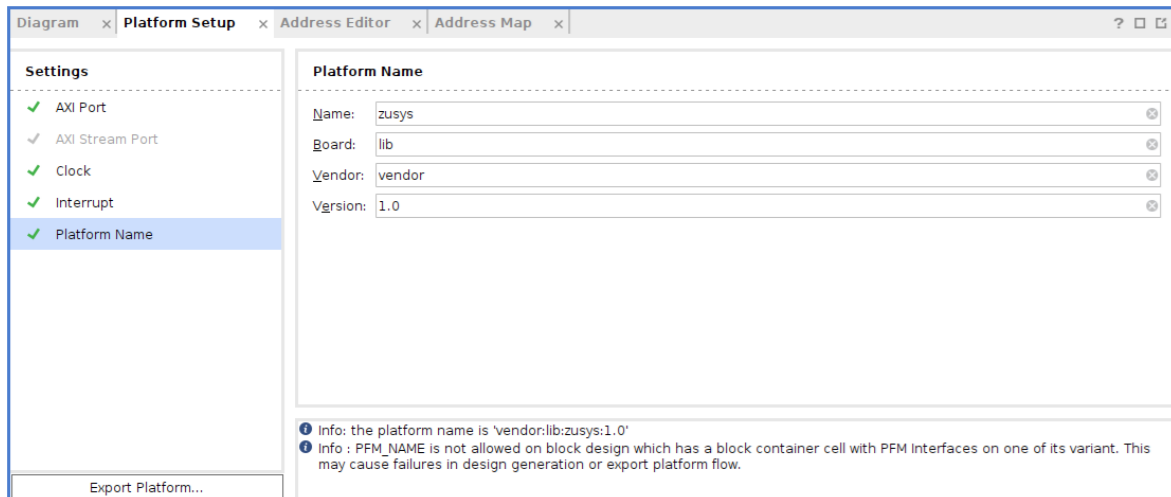 Diagram × Platform Setup × Address Editor × Address Map × ?
Settings
AXI Port
AXI Stream Port
Clock
Interrupt
Platform Name
Export Platform...
Platform Name
Name: zusys
Board: lib
Vendor: vendor
Version: 1.0
Info: the platform name is 'vendor:lib:zusys:1.0'
Info : PFM_NAME is not allowed on block design which has a block container cell with PFM Interfaces on one of its variant. This
may cause failures in design generation or export platform flow.